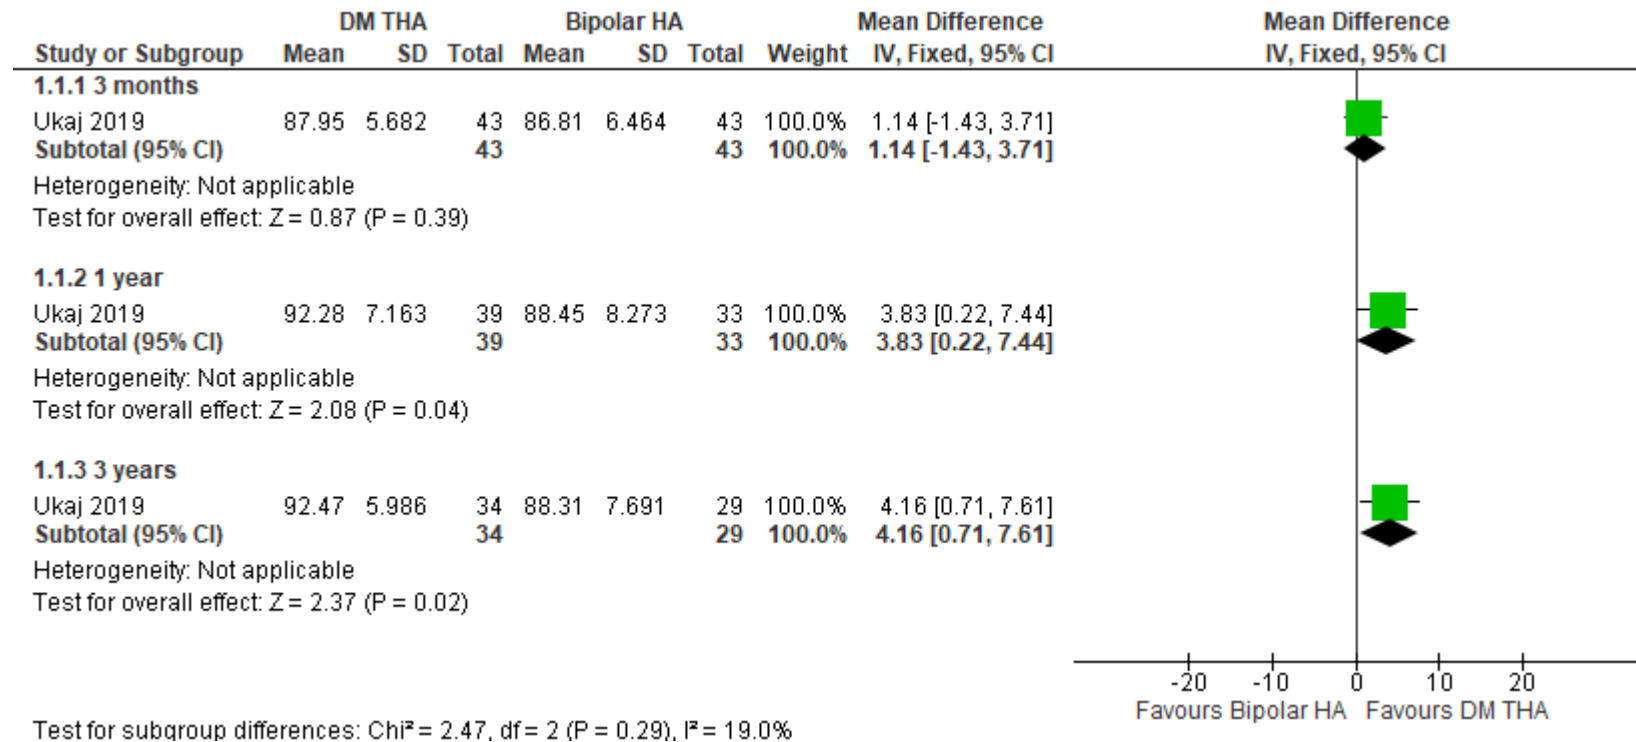 DM THA Bipolar HA Mean Difference Mean Difference
Study or Subgroup Mean SD Total Mean SD Total Weight IV, Fixed, 95% CI IV, Fixed, 95% CI
1.1.1 3 months
Ukaj 2019 87.95 5.682 43 86.81 6.464 43 100.0% 1.14 [-1.43, 3.71]
Subtotal (95% CI) 43 43 100.0% 1.14 [-1.43, 3.71]
Heterogeneity: Not applicable
Test for overall effect: Z = 0.87 (P = 0.39)
1.1.2 1 year
Ukaj 2019 92.28 7.163 39 88.45 8.273 33 100.0% 3.83 [0.22, 7.44]
Subtotal (95% CI) 39 33 100.0% 3.83 [0.22, 7.44]
Heterogeneity: Not applicable
Test for overall effect: Z = 2.08 (P = 0.04)
1.1.3 3 years
Ukaj 2019 92.47 5.986 34 88.31 7.691 29 100.0% 4.16 [0.71, 7.61]
Subtotal (95% CI) 34 29 100.0% 4.16 [0.71, 7.61]
Heterogeneity: Not applicable
Test for overall effect: Z = 2.37 (P = 0.02)
-20 -10 0 10 20
Favours Bipolar HA Favours DM THA
Test for subgroup differences: Chi² = 2.47, df = 2 (P = 0.29), I² = 19.0%